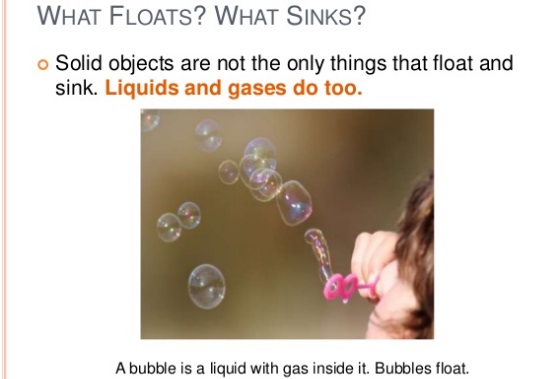 WHAT FLOATS? WHAT SINKS?
Solid objects are not the only things that float and
sink. Liquids and gases do too.
A bubble is a liquid with gas inside it. Bubbles float.